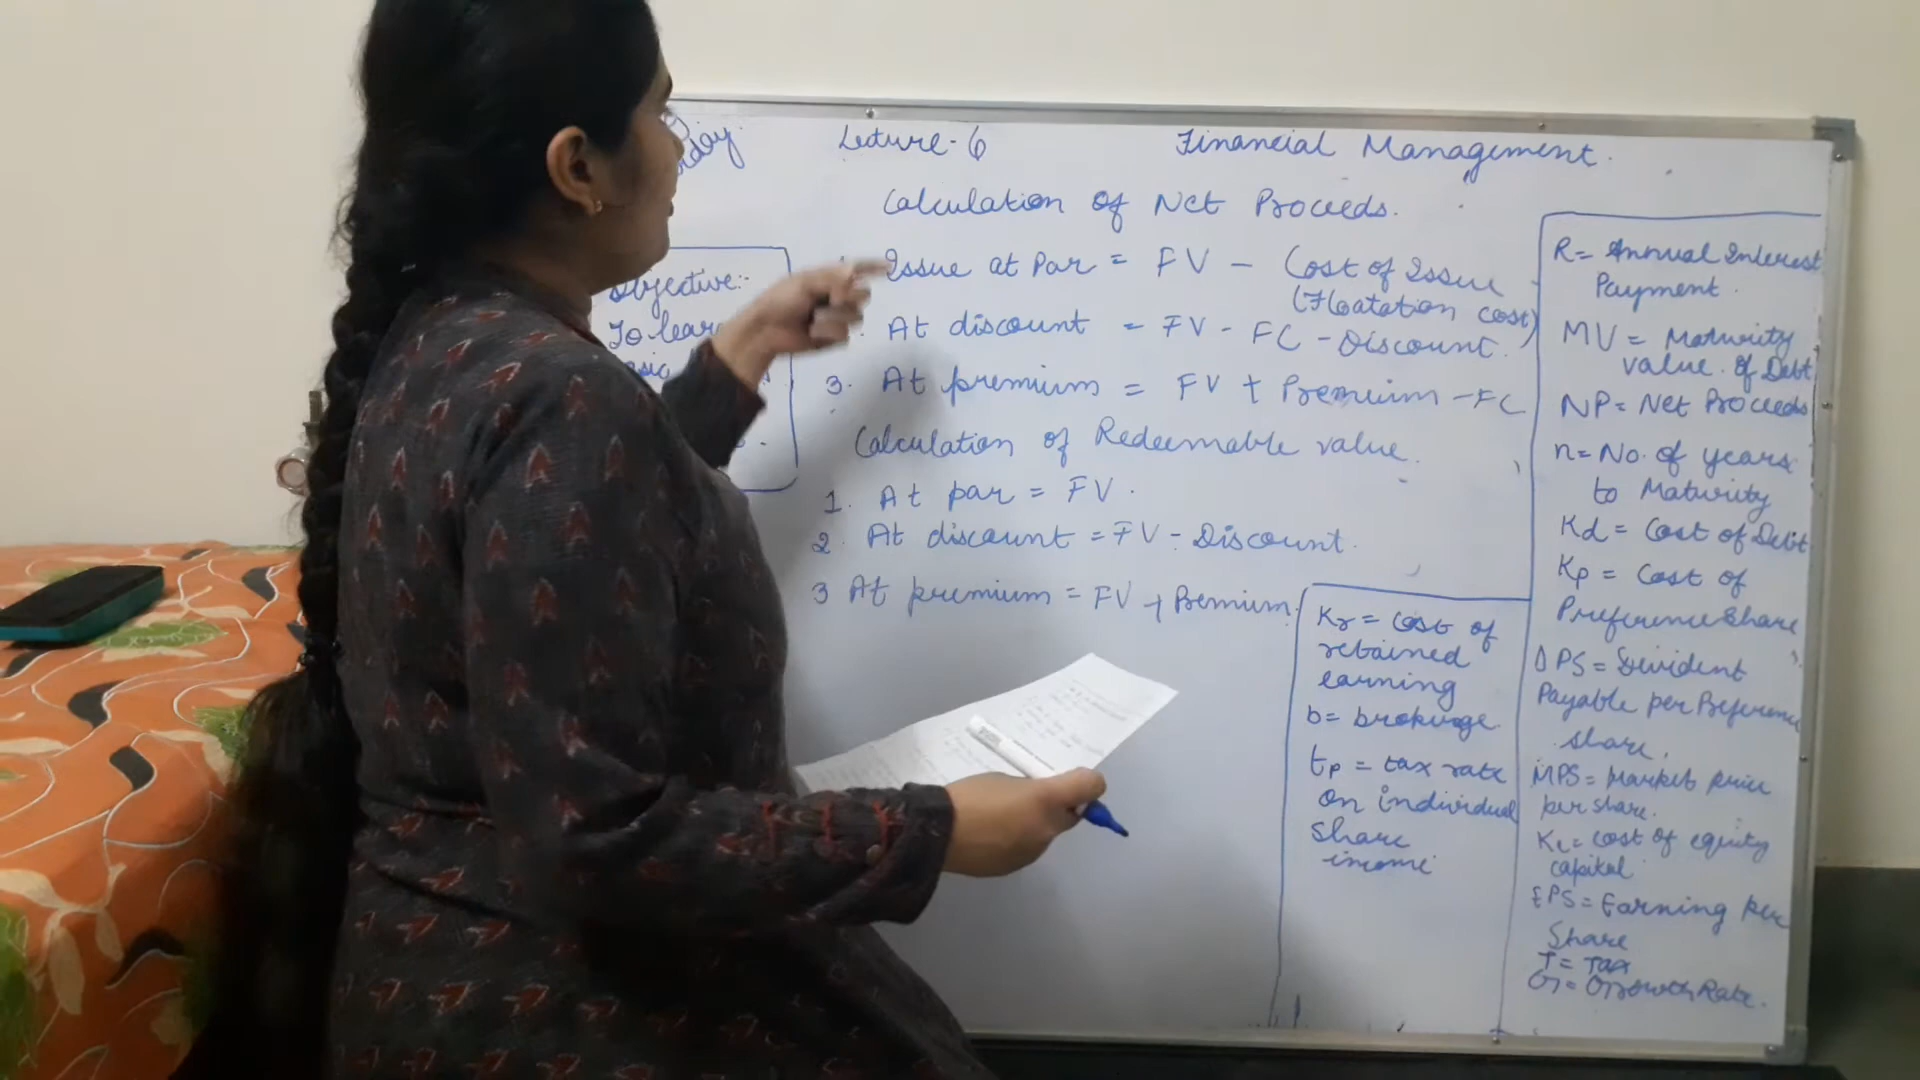 Lecture-6
Financial Management.
Calculation of Net Proceeds.
Issue at Par = FV - Cost of Issue
(Floatation cost)
At discount = FV - FC - Discount.
3. At premium = FV + Premium - FC
Calculation of Redeemable value.
1. At par = FV.
2. At discount = FV - Discount.
3 At premium = FV + Premium.
Objective:-
To lear
R = Annual Interest
Payment.
MV = Maturity
value of Debt
NP = Net Proceeds
n = No. of years
to Maturity
Kd = Cost of Debt
Kp = Cost of
Preference Share
DPS = Divident
Payable per Preference
share.
MPS = Market price
per share.
Ke = Cost of equity
capital
EPS = Earning per
Share
T = Tax
G = Growth Rate.
Kr = Cost of
retained
earning
b = brokrage
tp = tax rate
on individual
share
income